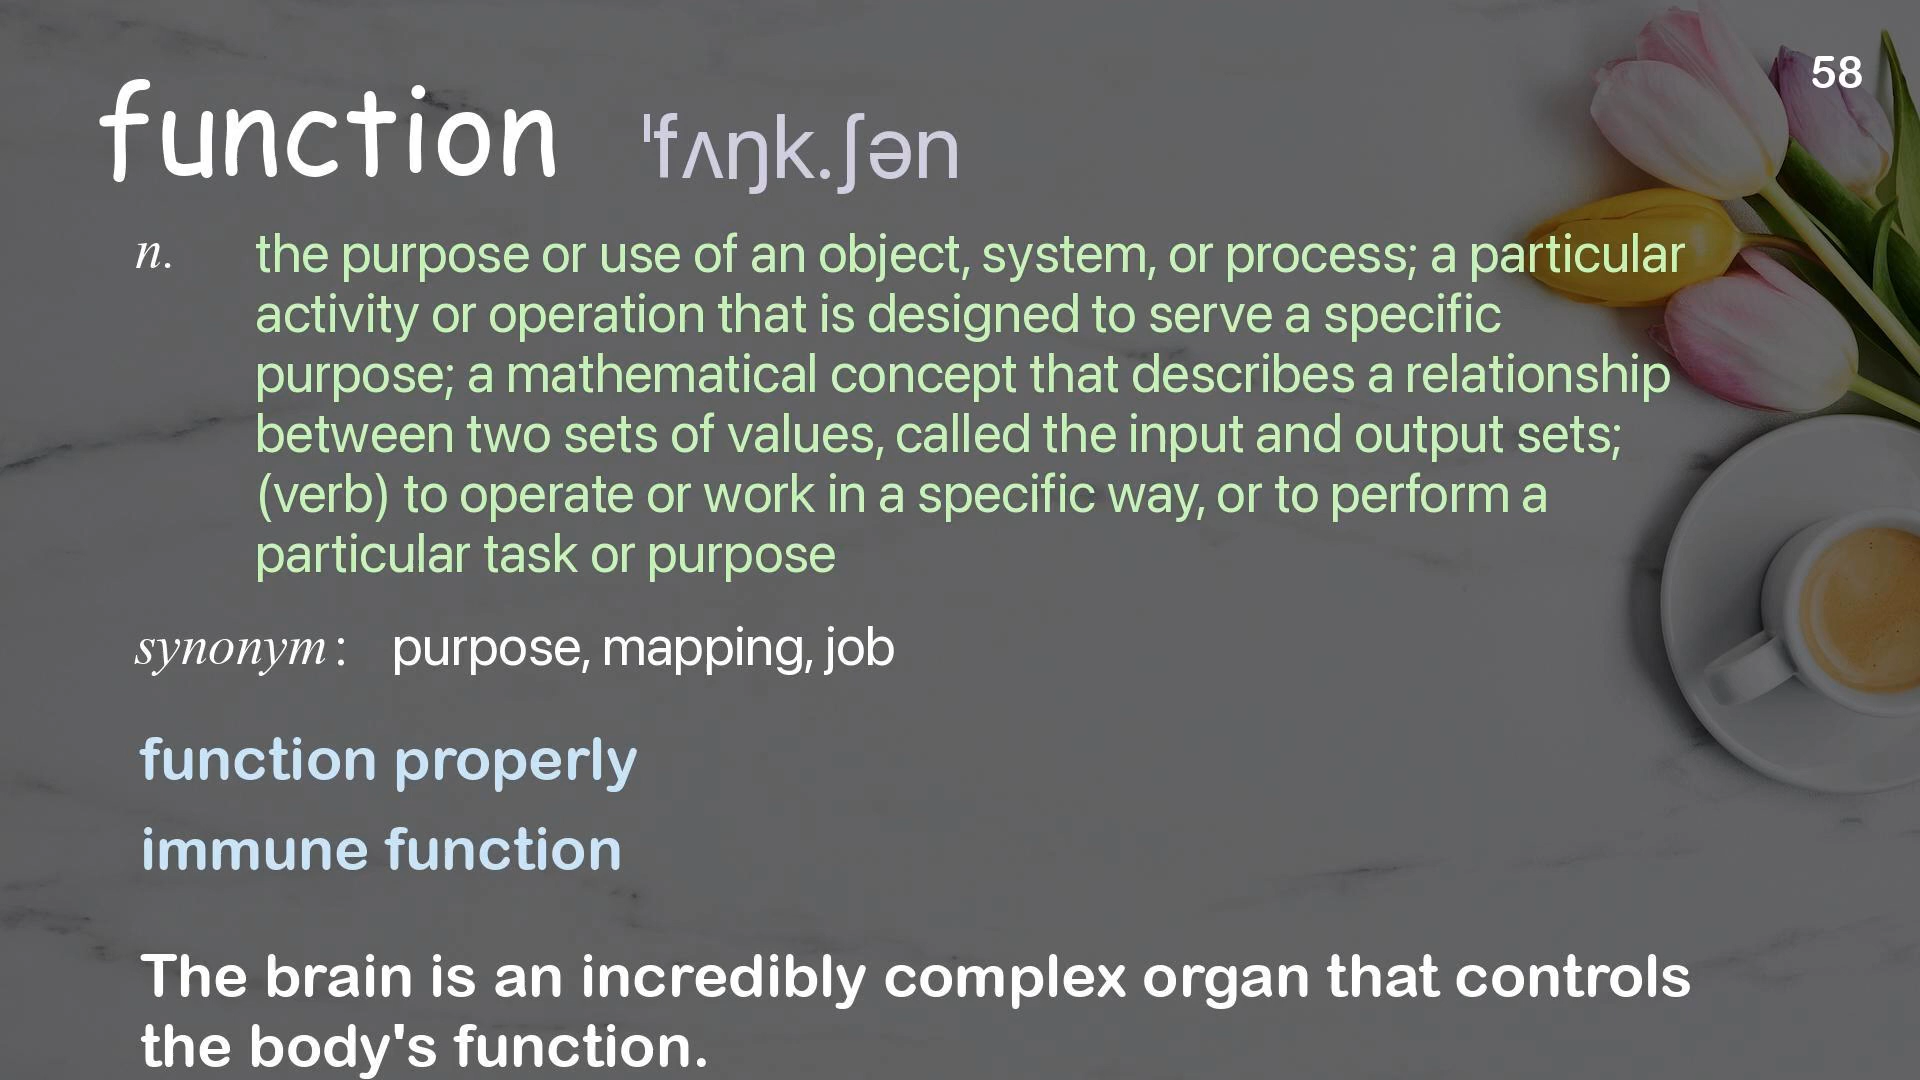 58
function ˈfʌŋk.ʃən
n. the purpose or use of an object, system, or process; a particular
activity or operation that is designed to serve a specific
purpose; a mathematical concept that describes a relationship
between two sets of values, called the input and output sets;
(verb) to operate or work in a specific way, or to perform a
particular task or purpose
synonym: purpose, mapping, job
function properly
immune function
The brain is an incredibly complex organ that controls
the body's function.